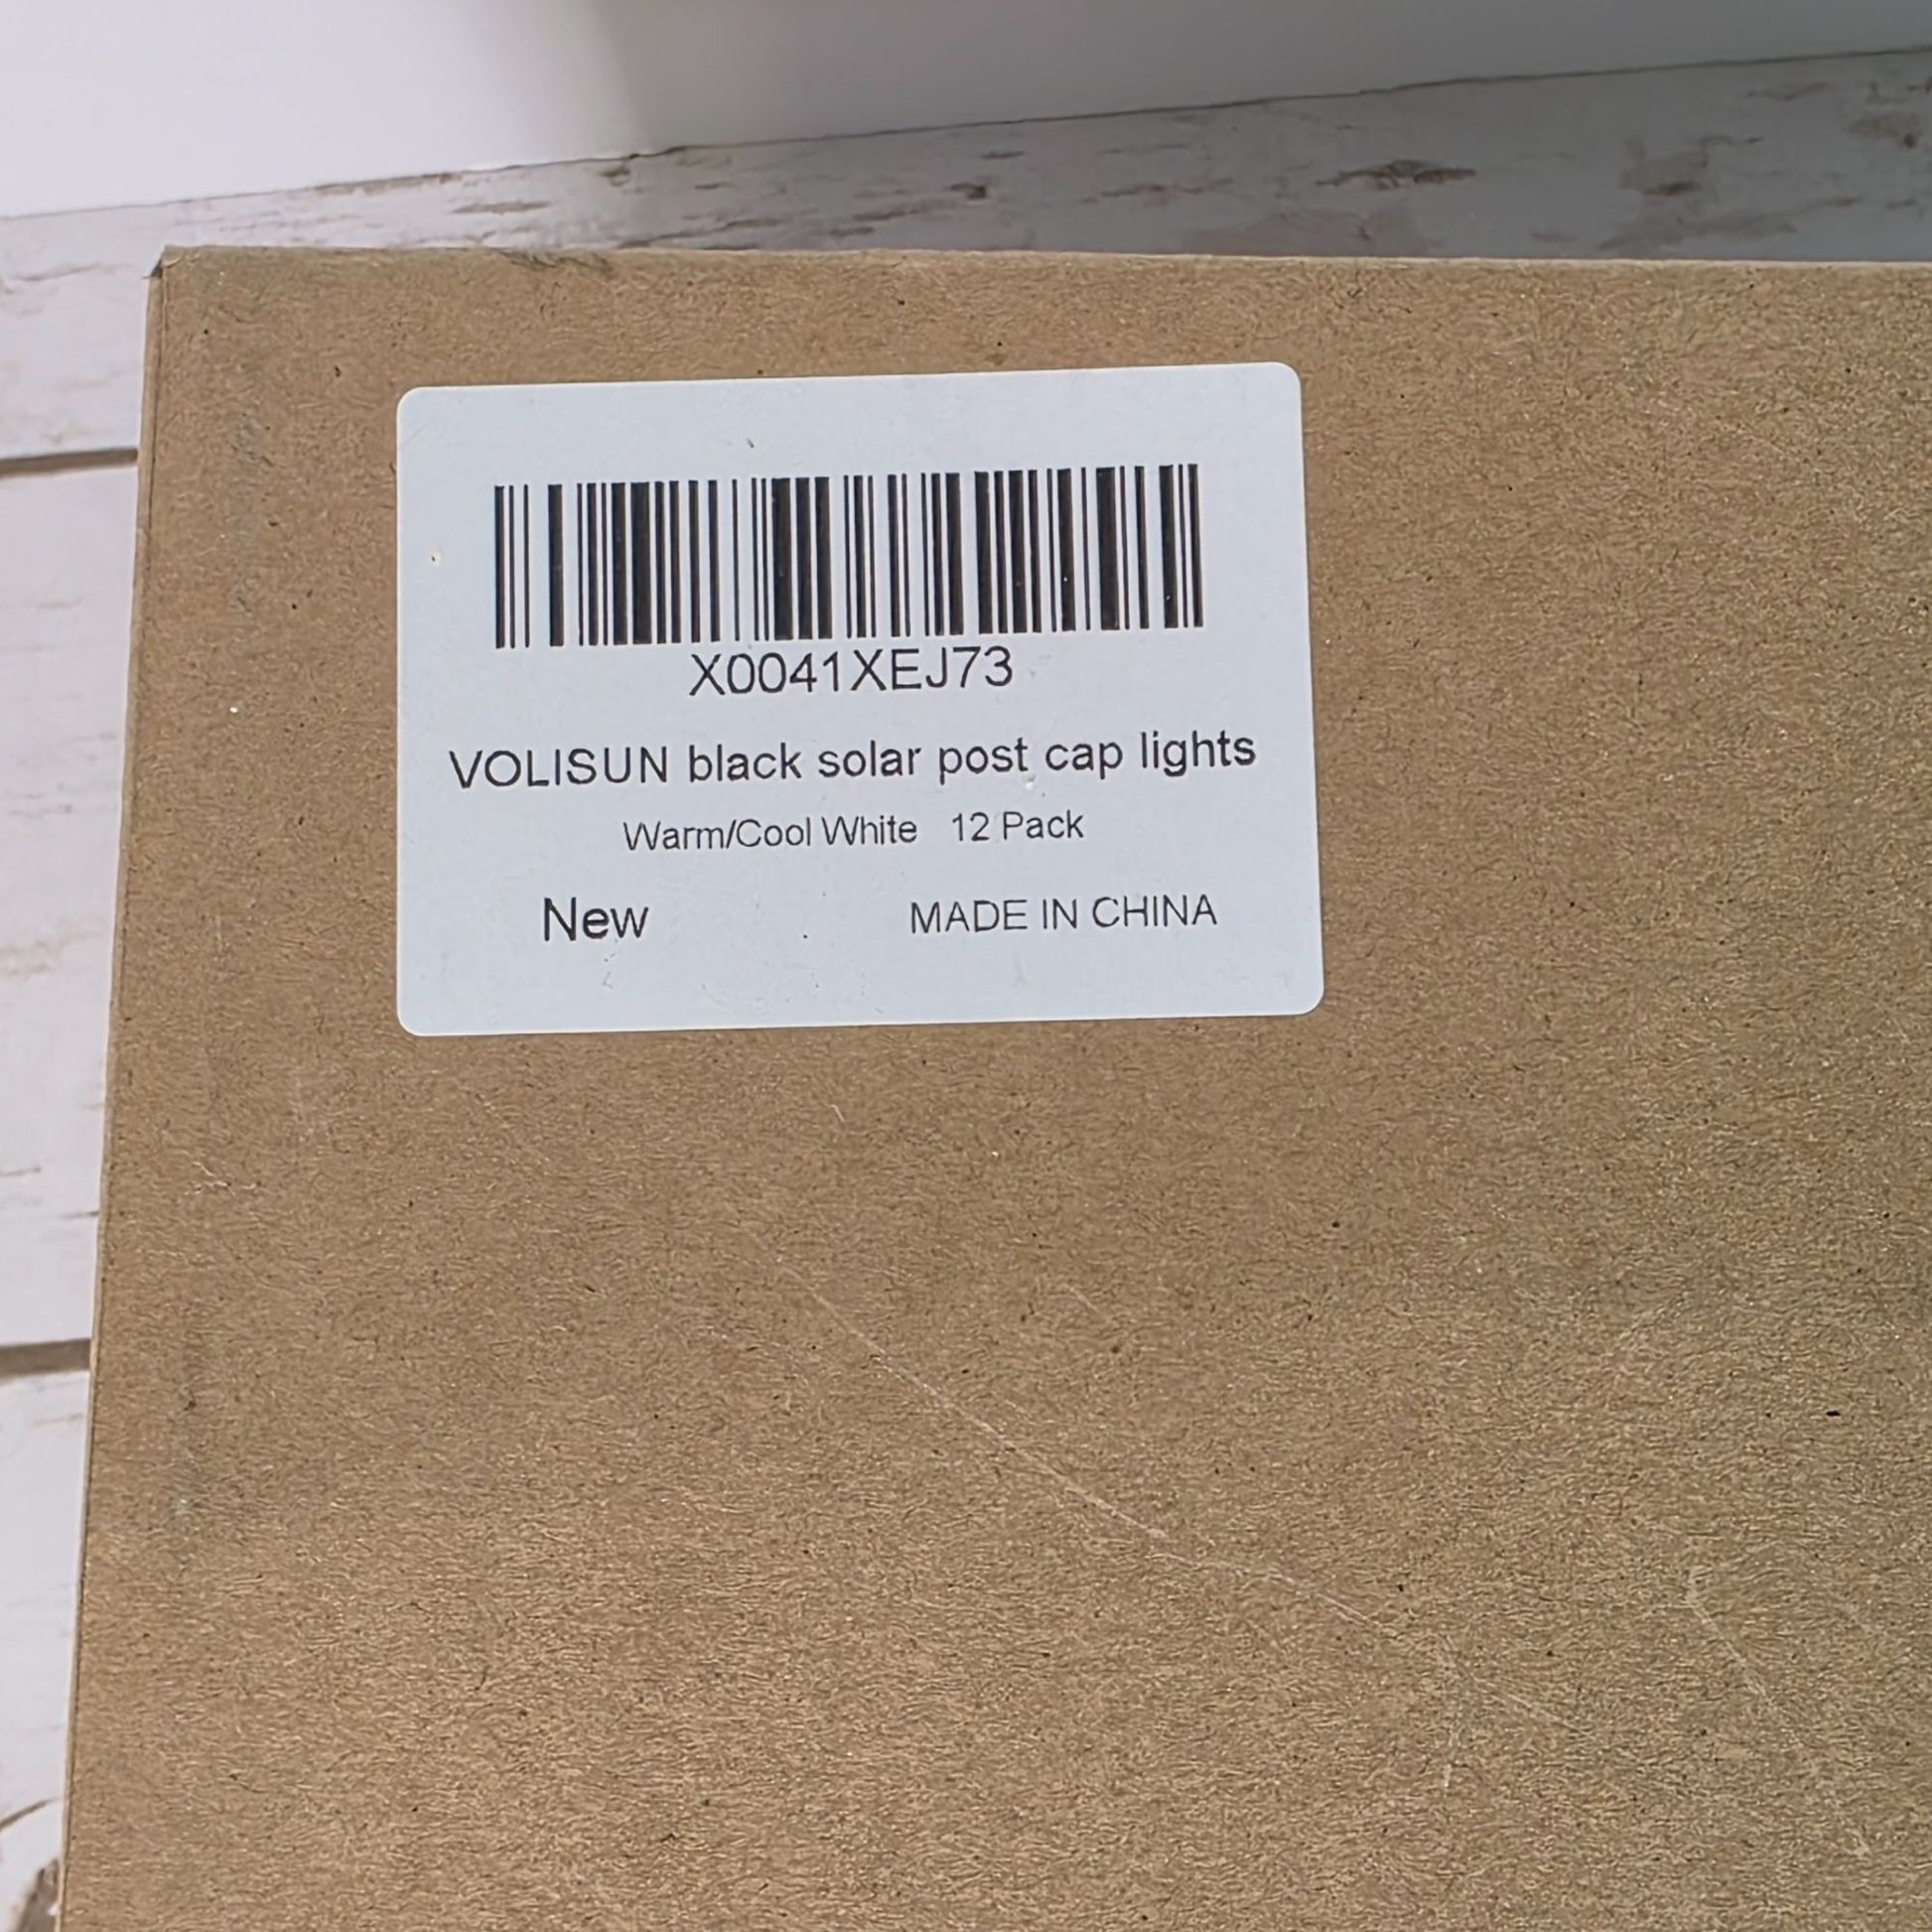 X0041XEJ73
VOLISUN black solar post cap lights
Warm/Cool White 12 Pack
New MADE IN CHINA